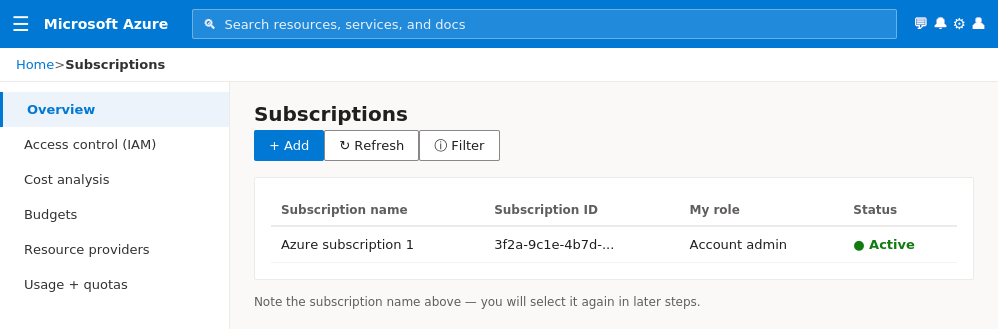 Microsoft Azure
Search resources, services, and docs
Home>Subscriptions
Overview
Access control (IAM)
Cost analysis
Budgets
Resource providers
Usage + quotas
Subscriptions
+ Add ↻ Refresh ⓘ Filter
Subscription name Subscription ID My role Status
Azure subscription 1 3f2a-9c1e-4b7d-... Account admin ● Active
Note the subscription name above — you will select it again in later steps.